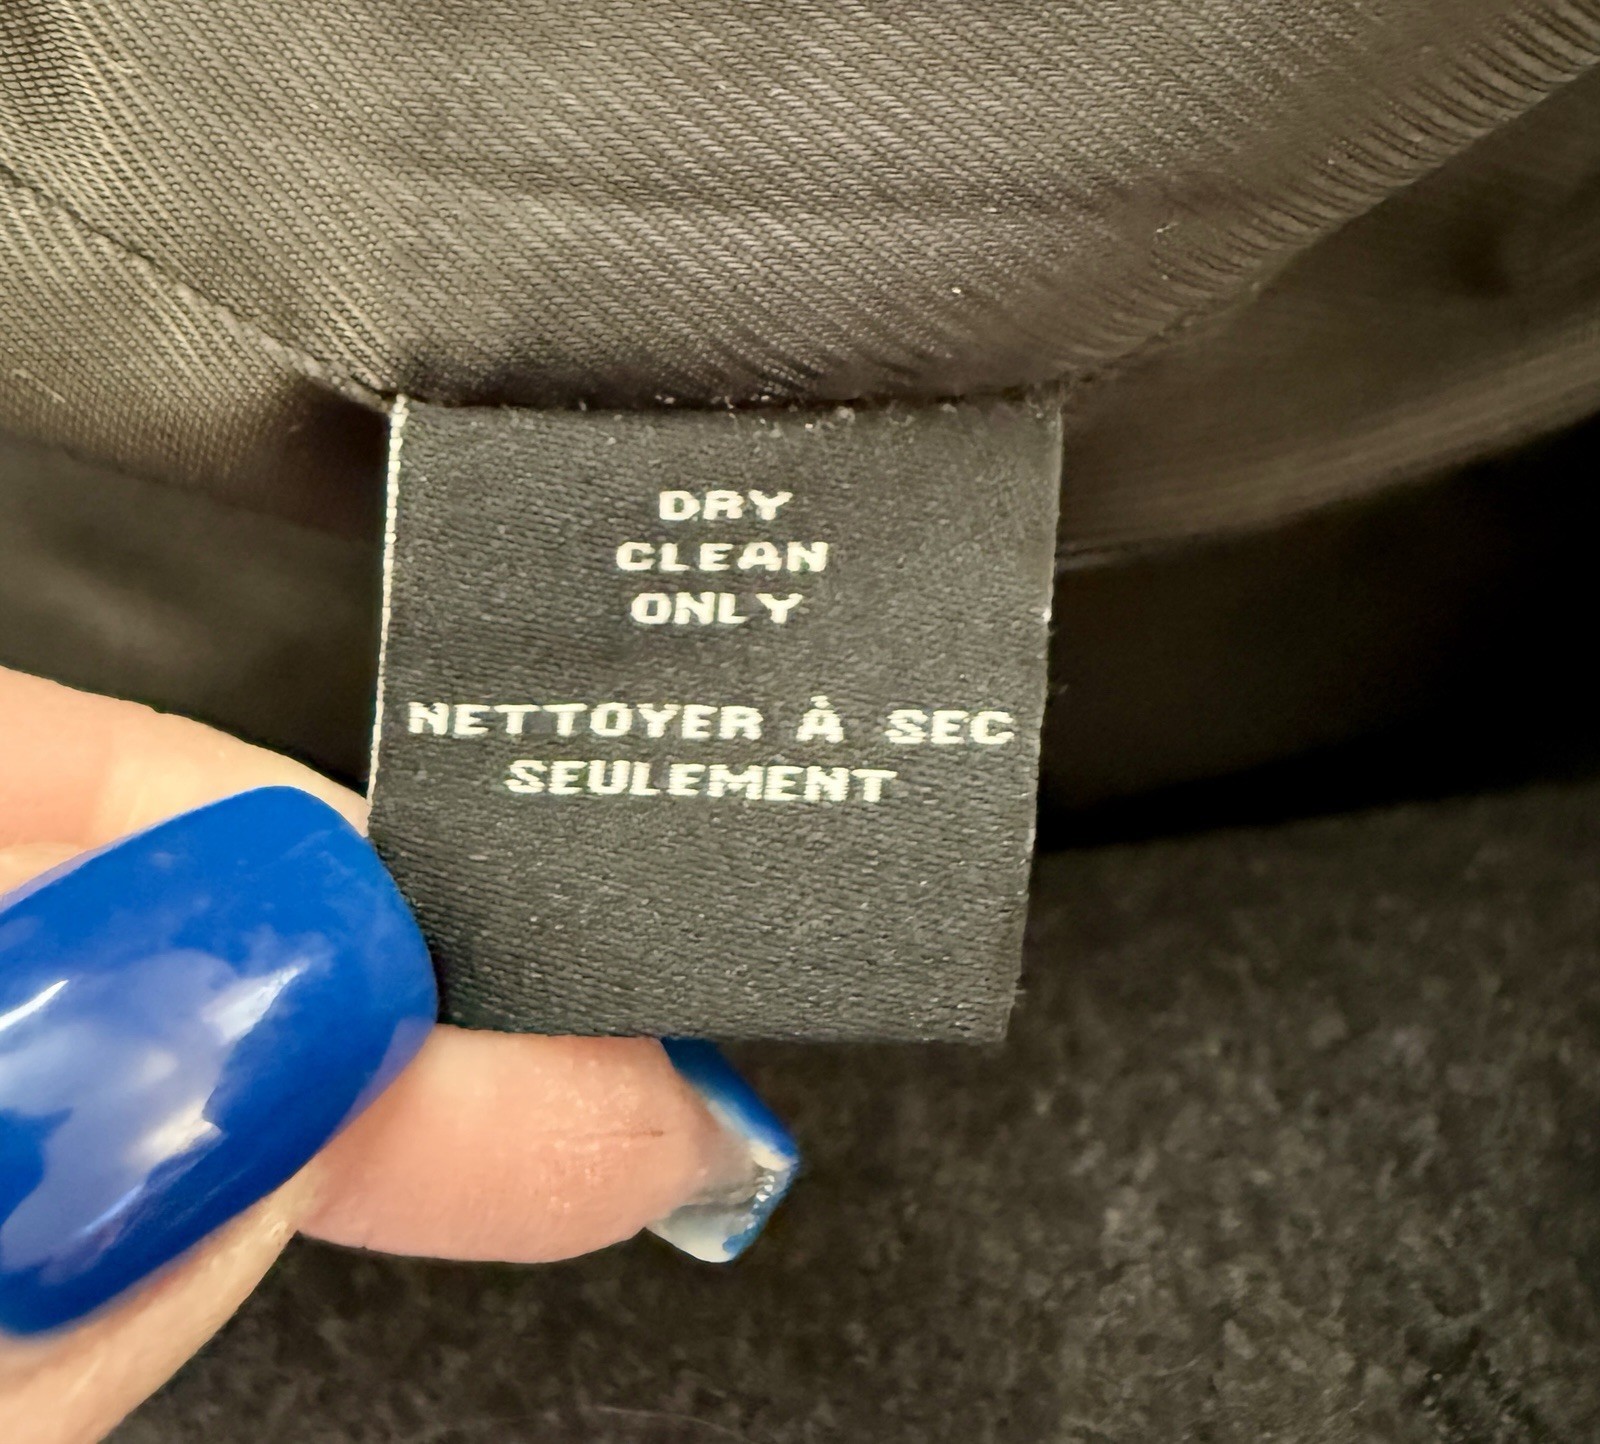 DRY
CLEAN
ONLY
NETTOYER À SEC
SEULEMENT